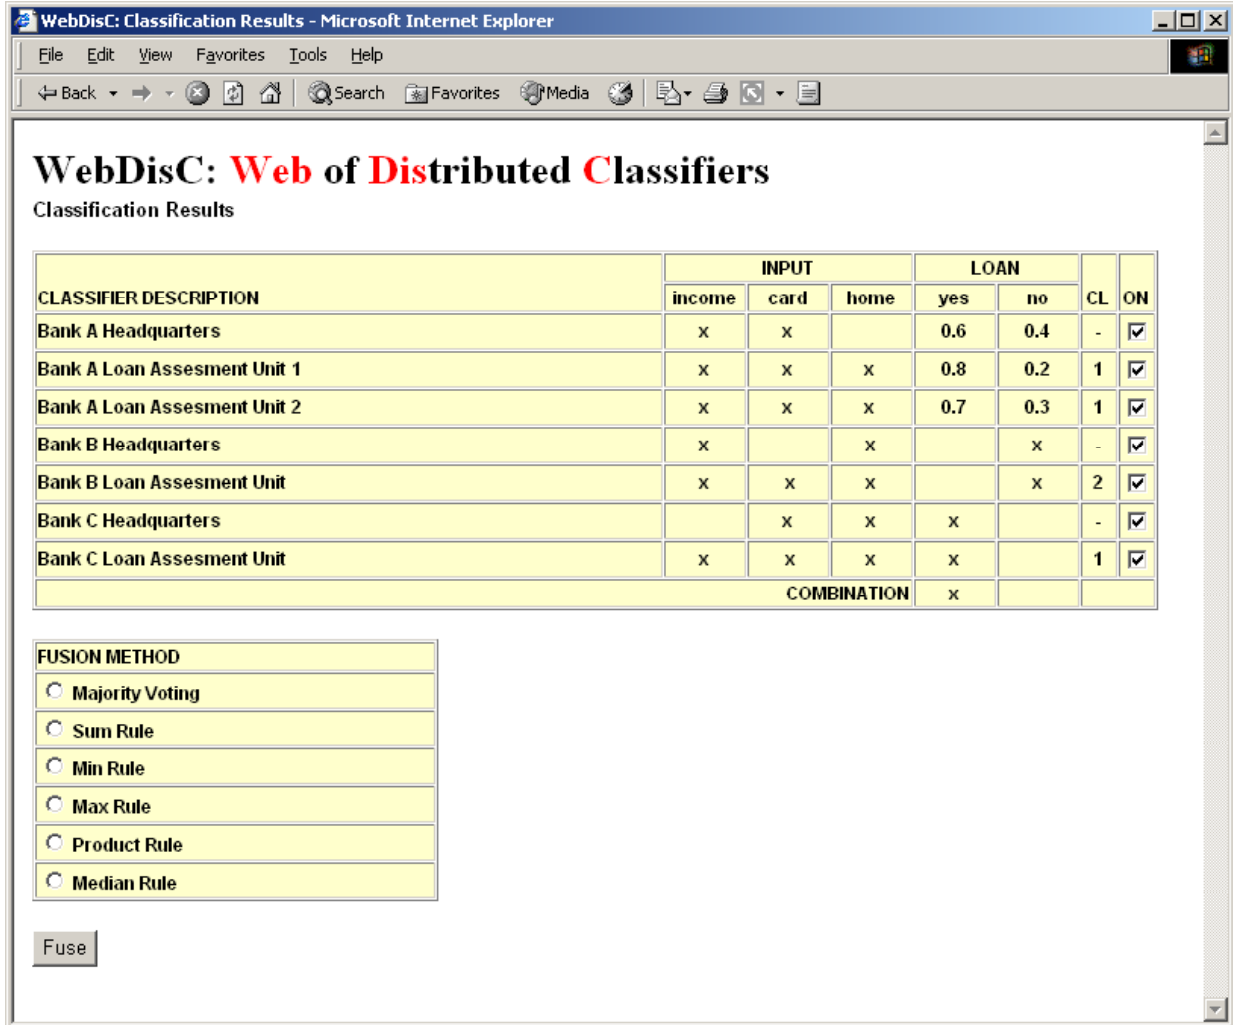 WebDisC: Classification Results - Microsoft Internet Explorer
File Edit View Favorites Tools Help
Back Search Favorites Media
WebDisC: Web of Distributed Classifiers
Classification Results
INPUT LOAN
CLASSIFIER DESCRIPTION income card home yes no CL ON
Bank A Headquarters x x 0.6 0.4 -
Bank A Loan Assesment Unit 1 x x x 0.8 0.2 1
Bank A Loan Assesment Unit 2 x x x 0.7 0.3 1
Bank B Headquarters x x x -
Bank B Loan Assesment Unit x x x x 2
Bank C Headquarters x x x -
Bank C Loan Assesment Unit x x x x 1
COMBINATION x
FUSION METHOD
Majority Voting
Sum Rule
Min Rule
Max Rule
Product Rule
Median Rule
Fuse